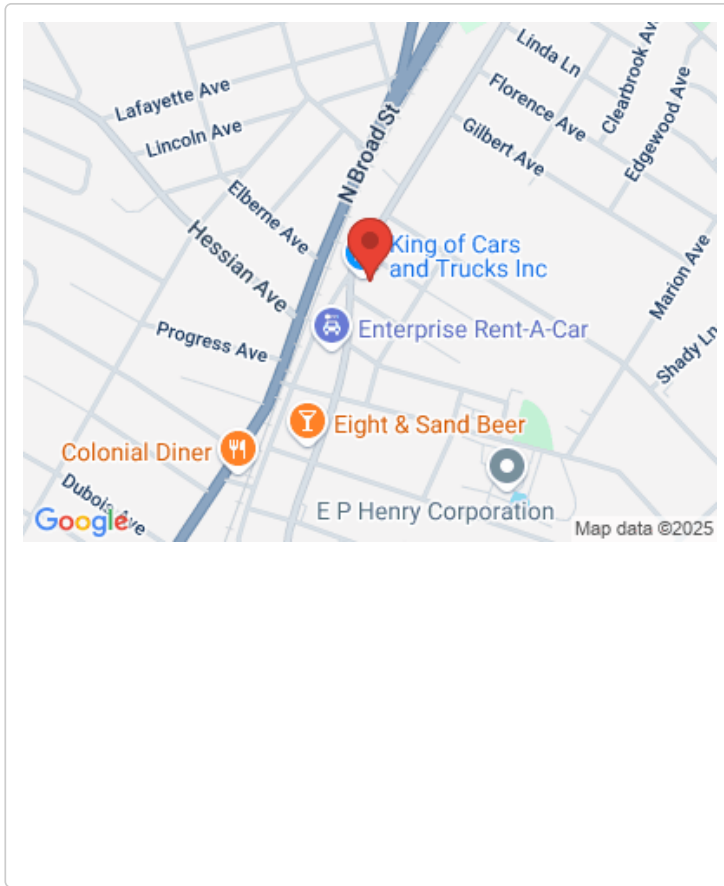 Linda Ln
Clearbrook Av
Lafayette Ave
Florence Ave
Edgewood Ave
Lincoln Ave
Gilbert Ave
N Broad St
Elberne Ave
Hessian Ave
King of Cars
and Trucks Inc
Marion Ave
Progress Ave
Enterprise Rent-A-Car
Shady Ln
Eight & Sand Beer
Colonial Diner
Dubois Ave
E P Henry Corporation
Google
Map data ©2025